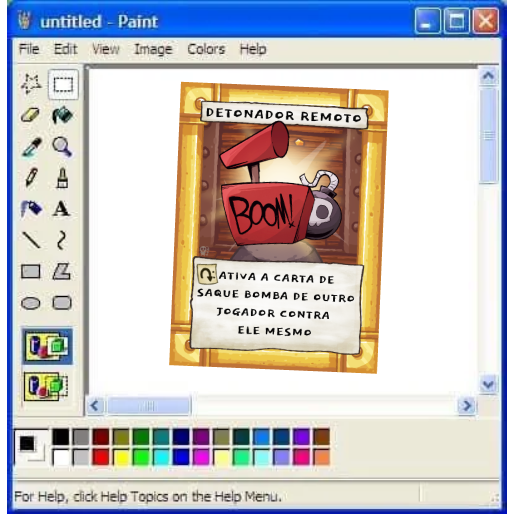 untitled - Paint
File Edit View Image Colors Help
DETONADOR REMOTO
BOOM!
ATIVA A CARTA DE
SAQUE BOMBA DE OUTRO
JOGADOR CONTRA
ELE MESMO
A
For Help, click Help Topics on the Help Menu.